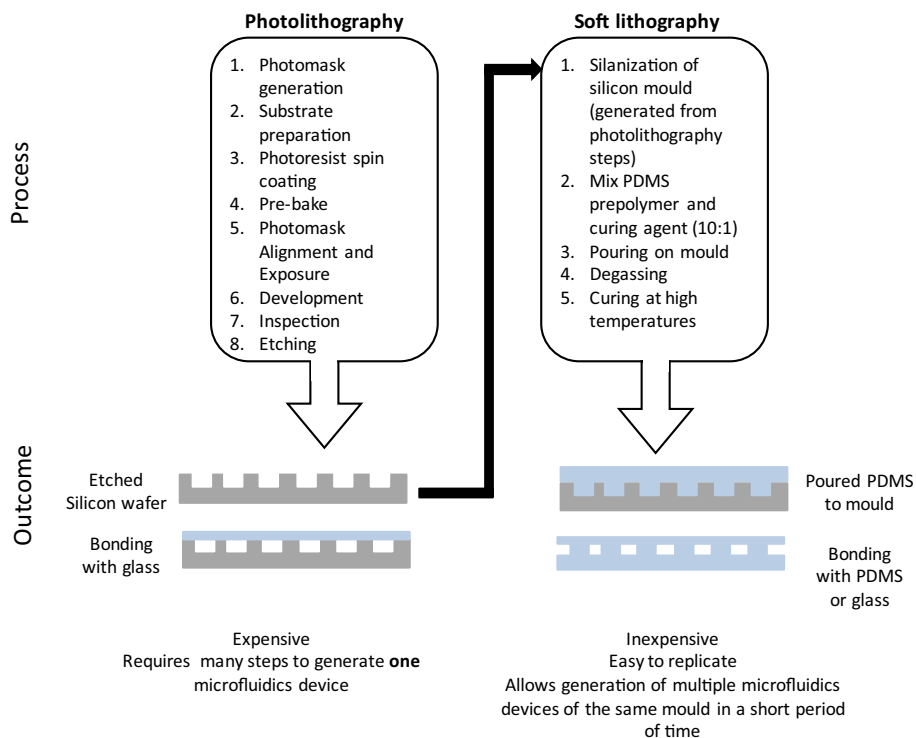 Photolithography
1. Photomask
generation
2. Substrate
preparation
3. Photoresist spin
coating
4. Pre-bake
5. Photomask
Alignment and
Exposure
6. Development
7. Inspection
8. Etching
Soft lithography
1. Silanization of
silicon mould
(generated from
photolithography
steps)
2. Mix PDMS
prepolymer and
curing agent (10:1)
3. Pouring on mould
4. Degassing
5. Curing at high
temperatures
Process
Outcome
Etched
Silicon wafer
Bonding
with glass
Poured PDMS
to mould
Bonding
with PDMS
or glass
Expensive
Requires many steps to generate one
microfluidics device
Inexpensive
Easy to replicate
Allows generation of multiple microfluidics
devices of the same mould in a short period
of time